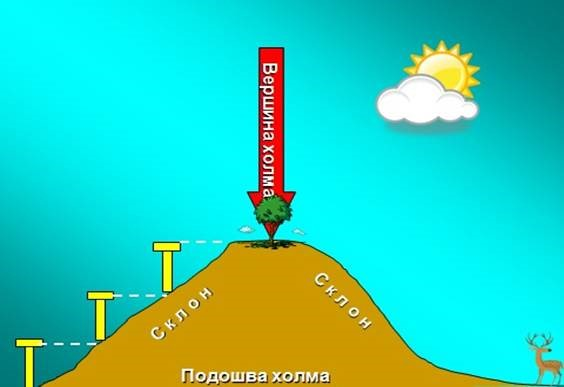 Вершина холма
Склон
Склон
Подошва холма